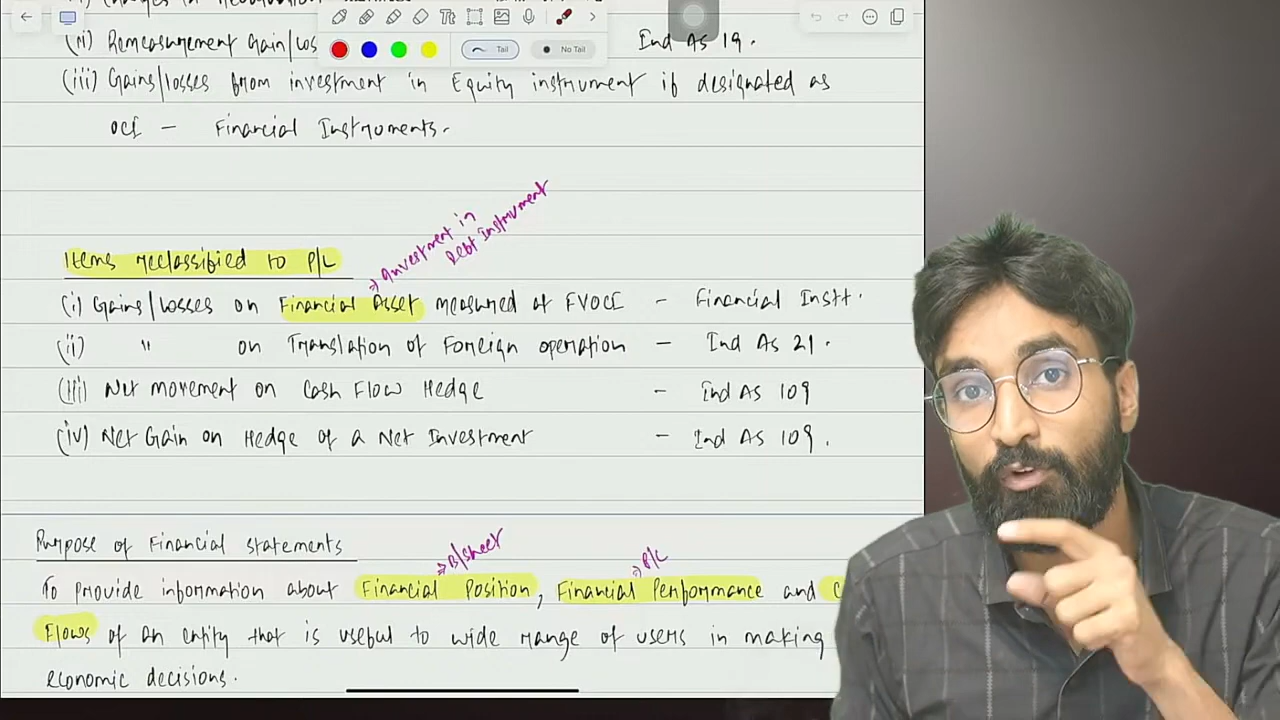 (ii) Remeasurement Gain/Los
Ind As 19.
Tail
No Tail
(iii) Gains/losses from investment in Equity instrument if designated as
OCI - Financial Instruments.
Investment in
Debt Instrument
Items reclassified to P/L
(i) Gains/Losses on Financial Asset measured at FVOCI - Financial Instt.
(ii) " on Translation of Foreign operation - Ind As 21.
(iii) Net movement on Cash Flow Hedge - Ind As 109
(iv) Net Gain on Hedge of a Net Investment - Ind As 109.
Purpose of Financial statements
B/Sheet
P/L
To provide information about Financial Position, Financial Performance and C
Flows of an entity that is useful to wide range of users in making
economic decisions.